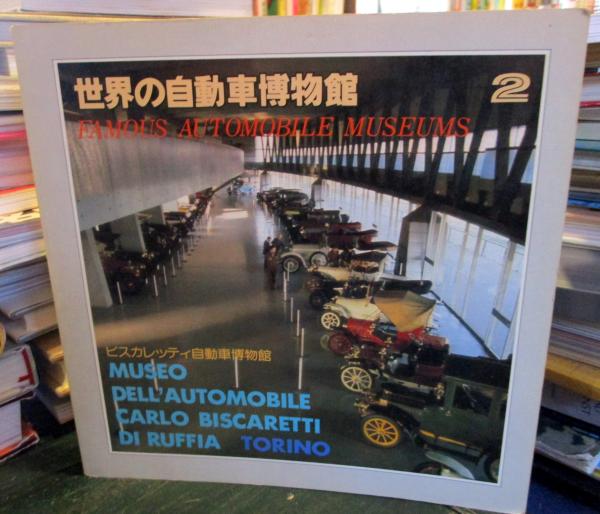 世界の自動車博物館 2
FAMOUS AUTOMOBILE MUSEUMS
ビスカレッティ自動車博物館
MUSEO
DELL'AUTOMOBILE
CARLO BISCARETTI
DI RUFFIA TORINO